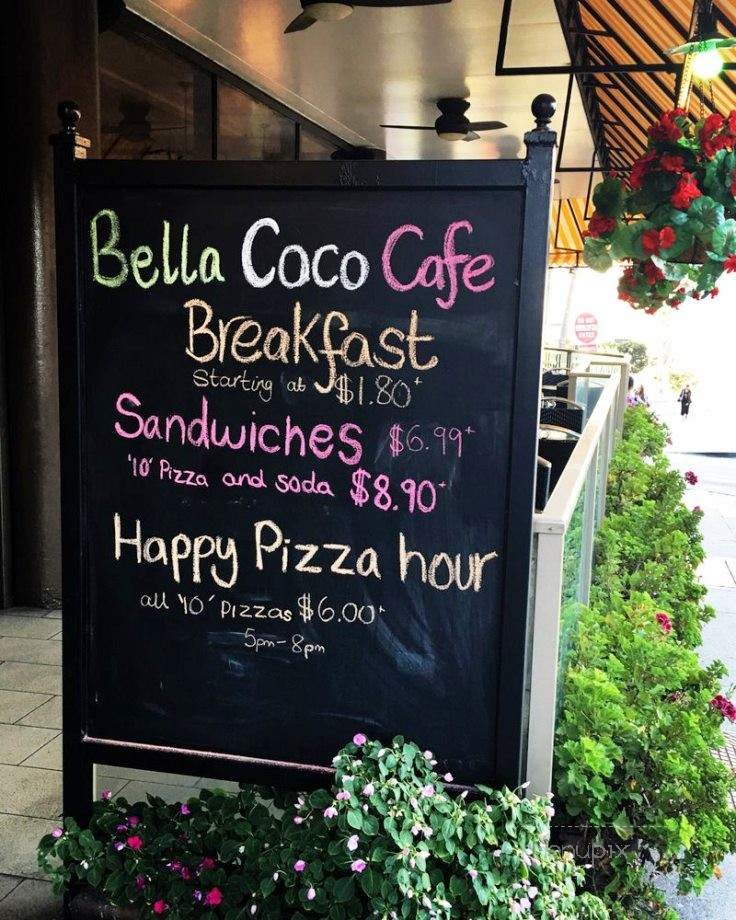 Bella Coco Cafe
Breakfast
Starting at $1.80+
Sandwiches $6.99+
'10' Pizza and soda $8.90+
Happy Pizza hour
all '10' Pizzas $6.00+
5pm-8pm